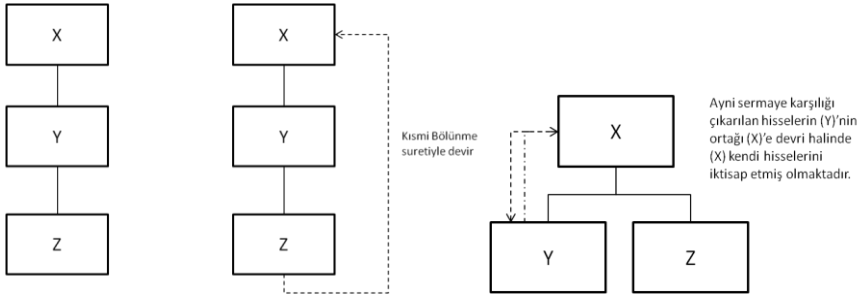 X
Y
Z
X
Y
Z
Kısmi Bölünme
suretiyle devir
X
Y
Z
Ayni sermaye karşılığı
çıkarılan hisselerin (Y)'nin
ortağı (X)'e devri halinde
(X) kendi hisselerini
iktisap etmiş olmaktadır.